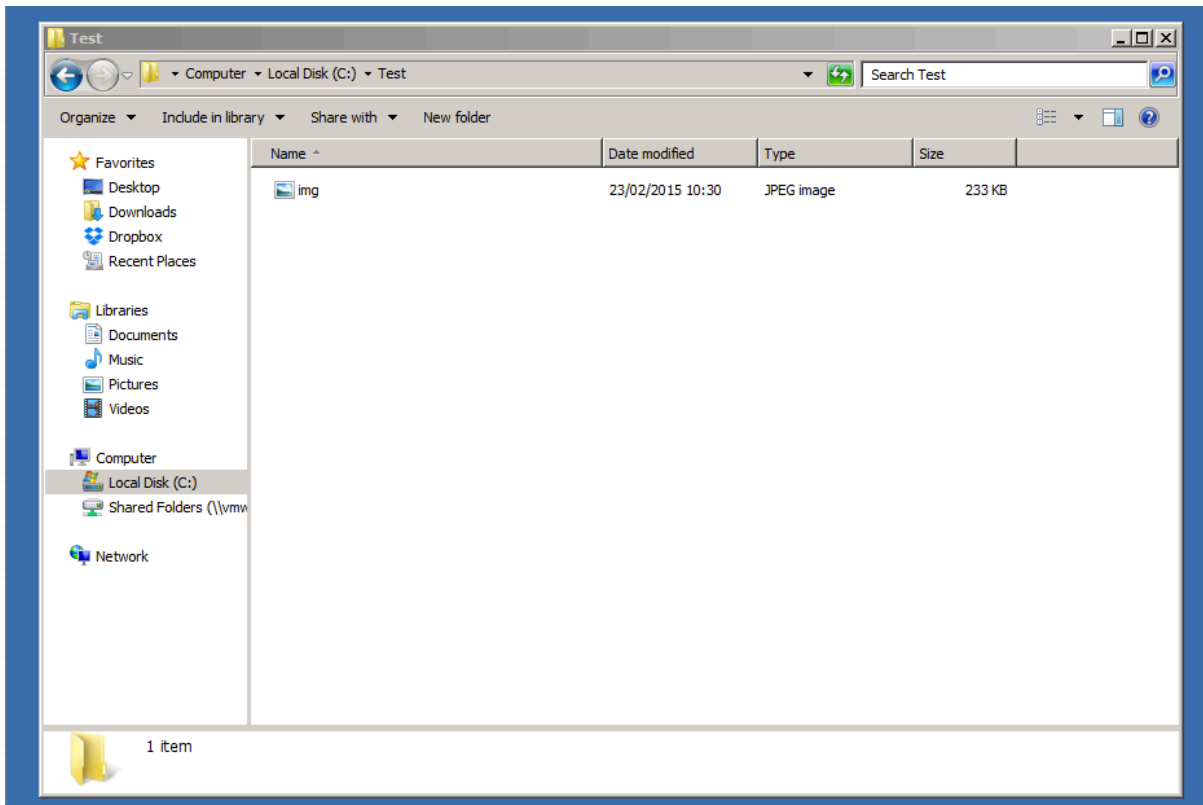 Test
Computer Local Disk (C:) Test
Search Test
Organize Include in library Share with New folder
Name Date modified Type Size
img 23/02/2015 10:30 JPEG image 233 KB
Favorites
Desktop
Downloads
Dropbox
Recent Places
Libraries
Documents
Music
Pictures
Videos
Computer
Local Disk (C:)
Shared Folders (\\vmw
Network
1 item